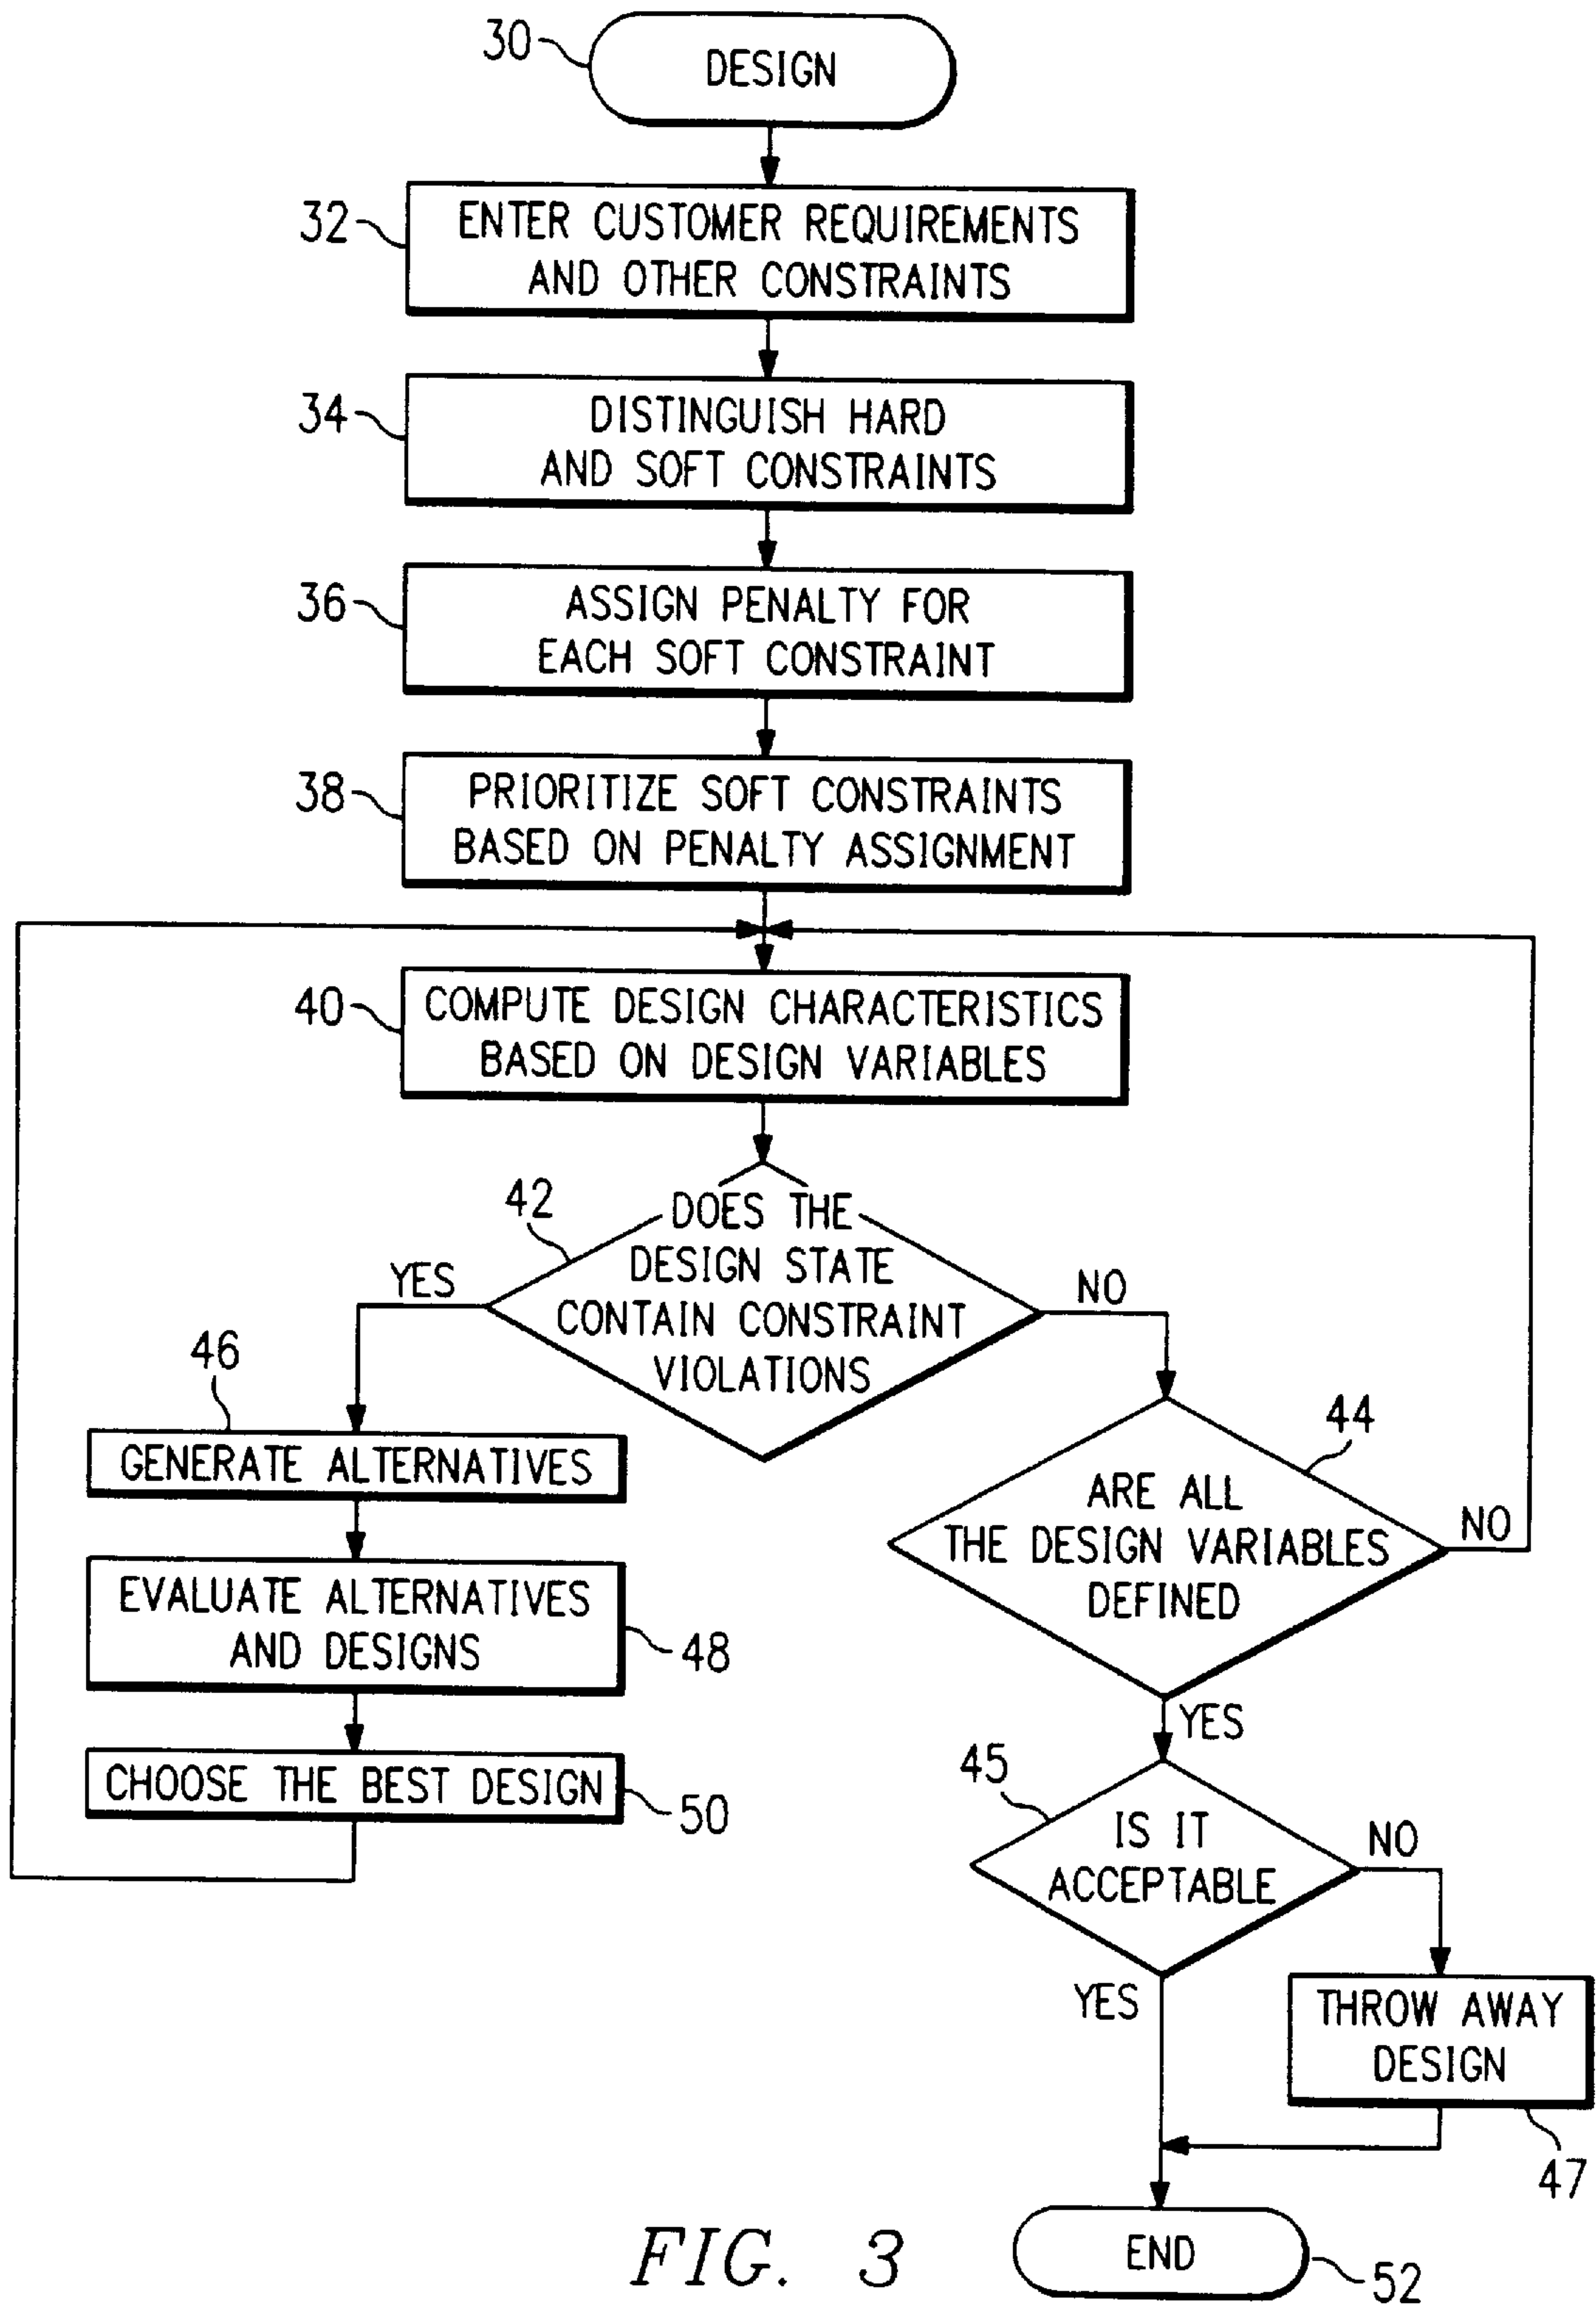 30
DESIGN
32
ENTER CUSTOMER REQUIREMENTS
AND OTHER CONSTRAINTS
34
DISTINGUISH HARD
AND SOFT CONSTRAINTS
36
ASSIGN PENALTY FOR
EACH SOFT CONSTRAINT
38
PRIORITIZE SOFT CONSTRAINTS
BASED ON PENALTY ASSIGNMENT
40
COMPUTE DESIGN CHARACTERISTICS
BASED ON DESIGN VARIABLES
42
DOES THE
DESIGN STATE
CONTAIN CONSTRAINT
VIOLATIONS
YES
NO
46
GENERATE ALTERNATIVES
EVALUATE ALTERNATIVES
AND DESIGNS
48
CHOOSE THE BEST DESIGN
50
44
ARE ALL
THE DESIGN VARIABLES
DEFINED
NO
YES
45
IS IT
ACCEPTABLE
NO
YES
THROW AWAY
DESIGN
47
END
52
FIG. 3